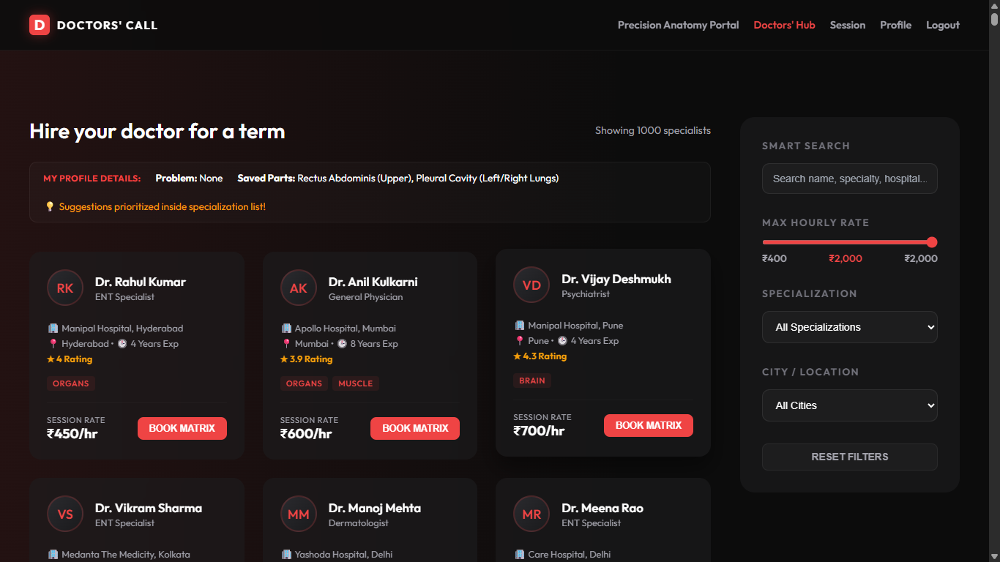 D DOCTORS' CALL
Precision Anatomy Portal Doctors' Hub Session Profile Logout
Hire your doctor for a term
Showing 1000 specialists
MY PROFILE DETAILS: Problem: None Saved Parts: Rectus Abdominis (Upper), Pleural Cavity (Left/Right Lungs)
💡 Suggestions prioritized inside specialization list!
RK
Dr. Rahul Kumar
ENT Specialist
🏢 Manipal Hospital, Hyderabad
📍 Hyderabad • 🕒 4 Years Exp
★ 4 Rating
ORGANS
SESSION RATE
₹450/hr
BOOK MATRIX
AK
Dr. Anil Kulkarni
General Physician
🏢 Apollo Hospital, Mumbai
📍 Mumbai • 🕒 8 Years Exp
★ 3.9 Rating
ORGANS MUSCLE
SESSION RATE
₹600/hr
BOOK MATRIX
VD
Dr. Vijay Deshmukh
Psychiatrist
🏢 Manipal Hospital, Pune
📍 Pune • 🕒 4 Years Exp
★ 4.3 Rating
BRAIN
SESSION RATE
₹700/hr
BOOK MATRIX
VS
Dr. Vikram Sharma
ENT Specialist
🏢 Medanta The Medicity, Kolkata
MM
Dr. Manoj Mehta
Dermatologist
🏢 Yashoda Hospital, Delhi
MR
Dr. Meena Rao
ENT Specialist
🏢 Care Hospital, Delhi
SMART SEARCH
Search name, specialty, hospital...
MAX HOURLY RATE
₹400 ₹2,000 ₹2,000
SPECIALIZATION
All Specializations
CITY / LOCATION
All Cities
RESET FILTERS